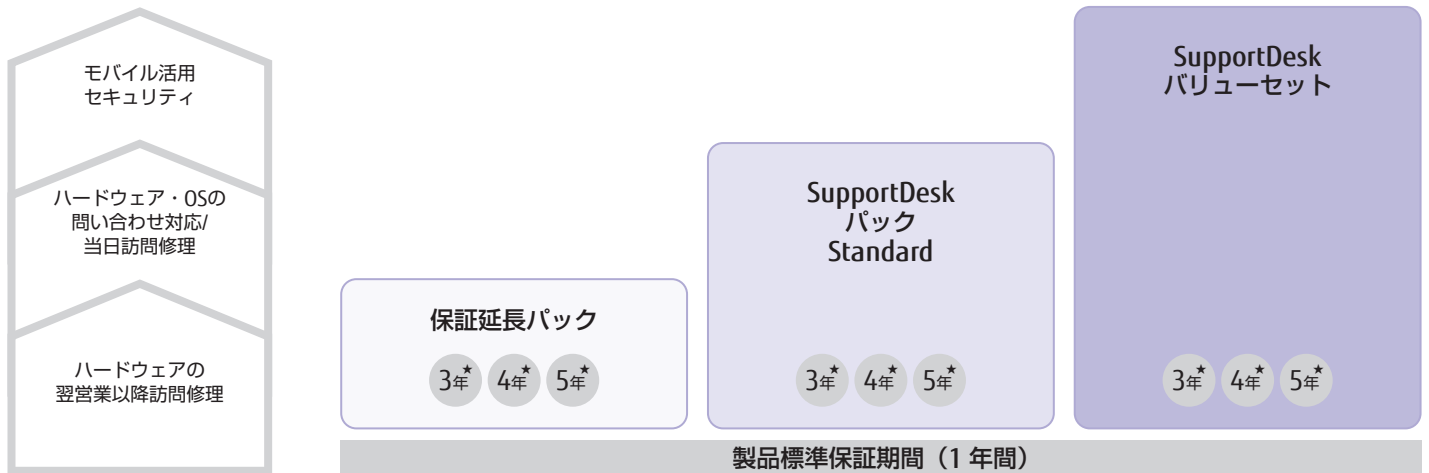 モバイル活用
セキュリティ
ハードウェア・OSの
問い合わせ対応/
当日訪問修理
ハードウェアの
翌営業以降訪問修理
保証延長パック
3年★ 4年★ 5年★
SupportDesk
パック
Standard
3年★ 4年★ 5年★
SupportDesk
バリューセット
3年★ 4年★ 5年★
製品標準保証期間（1 年間）